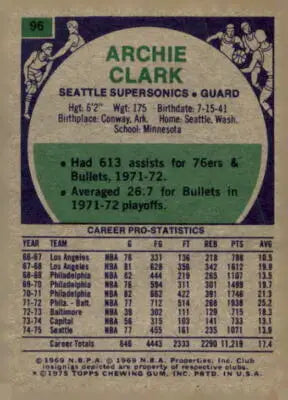 96
ARCHIE
CLARK
SEATTLE SUPERSONICS • GUARD
Hgt: 6'2" Wgt: 175 Birthdate: 7-15-41
Birthplace: Conway, Ark. Home: Seattle, Wash.
School: Minnesota
• Had 613 assists for 76ers &
Bullets, 1971-72.
• Averaged 26.7 for Bullets in
1971-72 playoffs.
CAREER PRO-STATISTICS
YEAR TEAM G FG FT REB PTS AVG
66-67 Los Angeles NBA 76 331 136 218 798 10.5
67-68 Los Angeles NBA 81 628 356 342 1612 19.9
68-69 Philadelphia NBA 82 444 219 265 1107 13.5
69-70 Philadelphia NBA 76 594 311 301 1499 19.7
70-71 Philadelphia NBA 82 662 422 391 1746 21.3
71-72 Phila. - Balt. NBA 77 712 514 268 1938 25.2
72-73 Baltimore NBA 39 302 111 129 715 18.3
73-74 Capital NBA 56 315 103 141 733 13.1
74-75 Seattle NBA 77 455 161 235 1071 13.9
Career Totals 646 4443 2333 2290 11,219 17.4
© 1969 N.B.P.A. © 1969 N.B.A. Properties, Inc. Club
insignias depicted are property of respective clubs.
© 1975 TOPPS CHEWING GUM, INC. PRTD. IN U.S.A.